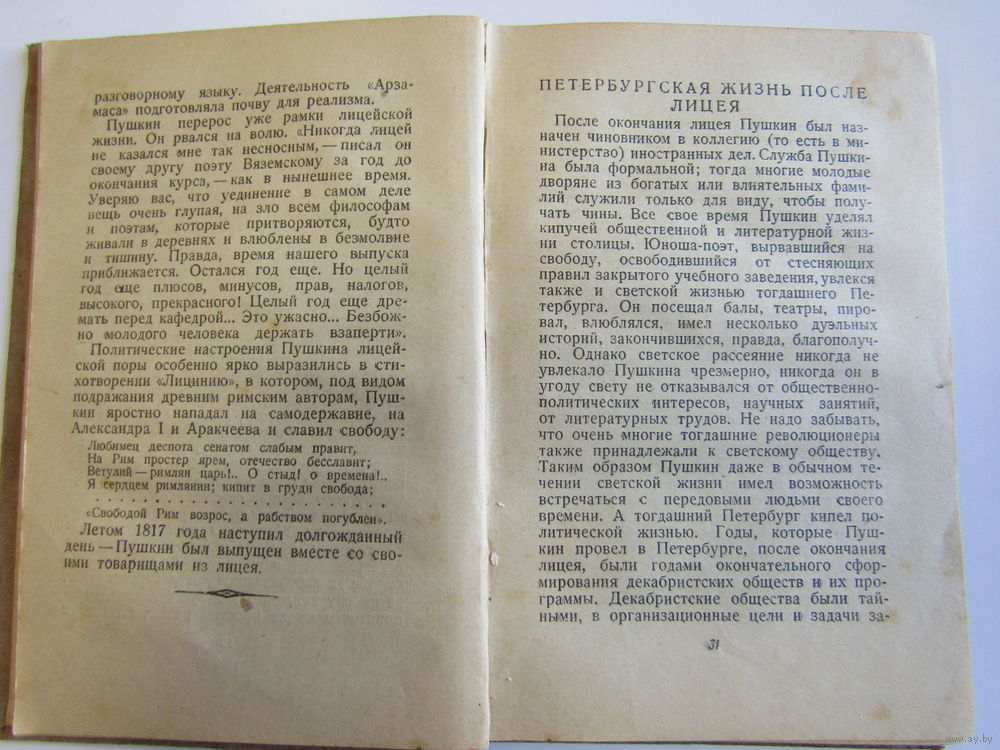 разговорному языку. Деятельность «Арза-
маса» подготовляла почву для реализма.
Пушкин перерос уже рамки лицейской
жизни. Он рвался на волю. «Никогда лицей
не казался мне так несносным,—писал он
своему другу поэту Вяземскому за год до
окончания курса,—как в нынешнее время.
Уверяю вас, что уединение в самом деле
вещь очень глупая, на зло всем философам
и поэтам, которые притворяются, будто
живали в деревнях и влюблены в безмолвие
и тишину. Правда, время нашего выпуска
приближается. Остался год еще. Но целый
год еще плюсов, минусов, прав, налогов,
высокого, прекрасного! Целый год еще дре-
мать перед кафедрой... Это ужасно... Безбож-
но молодого человека держать взаперти».
Политические настроения Пушкина лицей-
ской поры особенно ярко выразились в сти-
хотворении «Лицинию», в котором, под видом
подражания древним римским авторам, Пуш-
кин яростно нападал на самодержавие, на
Александра I и Аракчеева и славил свободу:
Любимец деспота сенатом слабым правит,
На Рим простер ярем, отечество бесславит;
Ветулий—римлян царь!.. О стыд! о времена!..
Я сердцем римлянин; кипит в груди свобода;
. . . . . . . . . . . . . . . . . . . . . . . .
«Свободой Рим возрос, а рабством погублен».
Летом 1817 года наступил долгожданный
день—Пушкин был выпущен вместе со сво-
ими товарищами из лицея.
ПЕТЕРБУРГСКАЯ ЖИЗНЬ ПОСЛЕ
ЛИЦЕЯ
После окончания лицея Пушкин был наз-
начен чиновником в коллегию (то есть в ми-
нистерство) иностранных дел. Служба Пушки-
на была формальной; тогда многие молодые
дворяне из богатых или влиятельных фами-
лий служили только для виду, чтобы полу-
чать чины. Все свое время Пушкин уделял
кипучей общественной и литературной жиз-
ни столицы. Юноша-поэт, вырвавшийся на
свободу, освободившийся от стесняющих
правил закрытого учебного заведения, увлекся
также и светской жизнью тогдашнего Пе-
тербурга. Он посещал балы, театры, пиро-
вал, влюблялся, имел несколько дуэльных
историй, закончившихся, правда, благополуч-
но. Однако светское рассеяние никогда не
увлекало Пушкина чрезмерно, никогда он в
угоду свету не отказывался от общественно-
политических интересов, научных занятий,
от литературных трудов. Не надо забывать,
что очень многие тогдашние революционеры
также принадлежали к светскому обществу.
Таким образом Пушкин даже в обычном те-
чении светской жизни имел возможность
встречаться с передовыми людьми своего
времени. А тогдашний Петербург кипел по-
литической жизнью. Годы, которые Пуш-
кин провел в Петербурге, после окончания
лицея, были годами окончательного сфор-
мирования декабристских обществ и их про-
граммы. Декабристские общества были тай-
ными, в организационные цели и задачи за-
31
www.ay.by